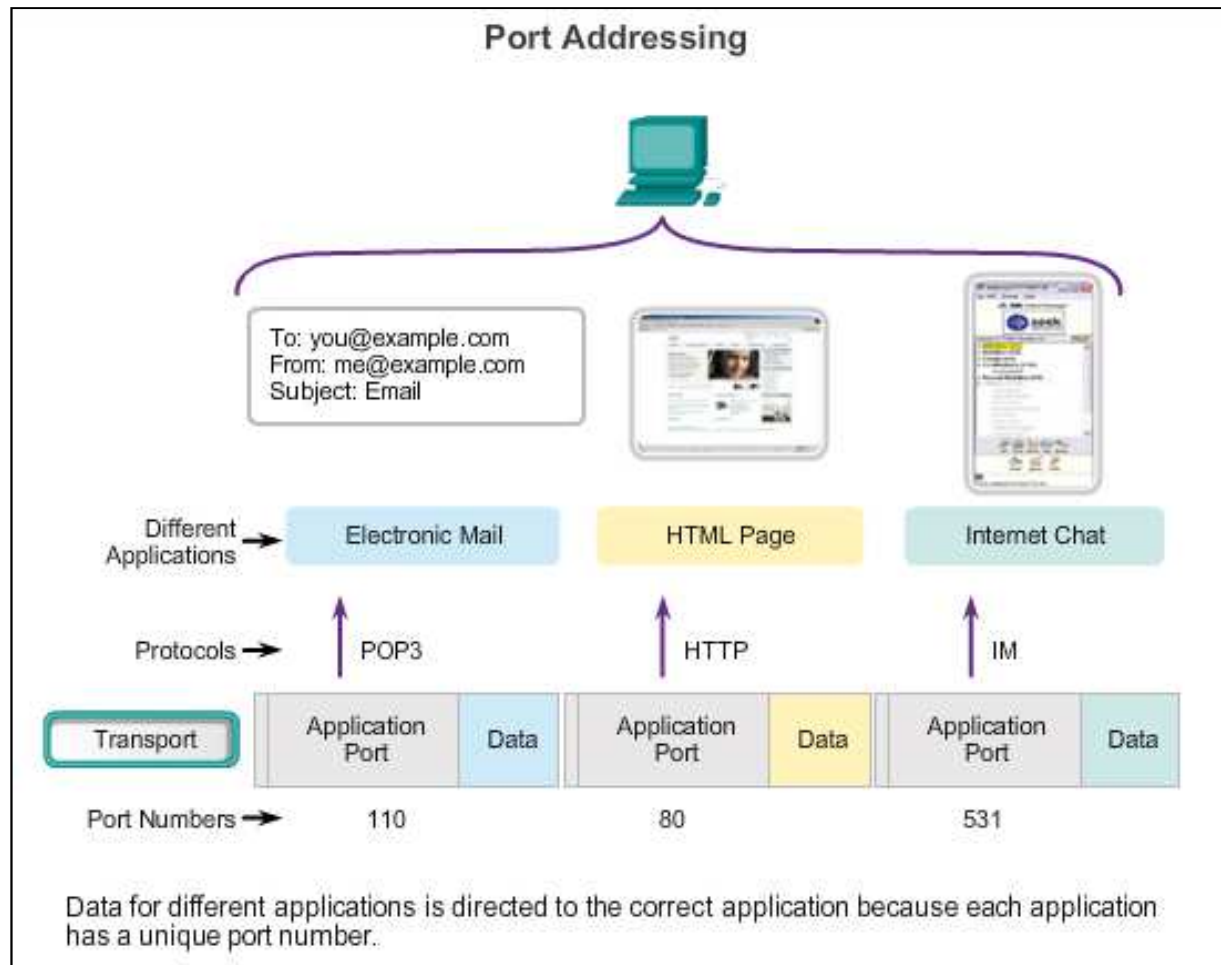 Port Addressing
To: you@example.com
From: me@example.com
Subject: Email
Different
Applications
Electronic Mail
HTML Page
Internet Chat
Protocols
POP3
HTTP
IM
Transport
Application
Port
Data
Application
Port
Data
Application
Port
Data
Port Numbers
110
80
531
Data for different applications is directed to the correct application because each application
has a unique port number.